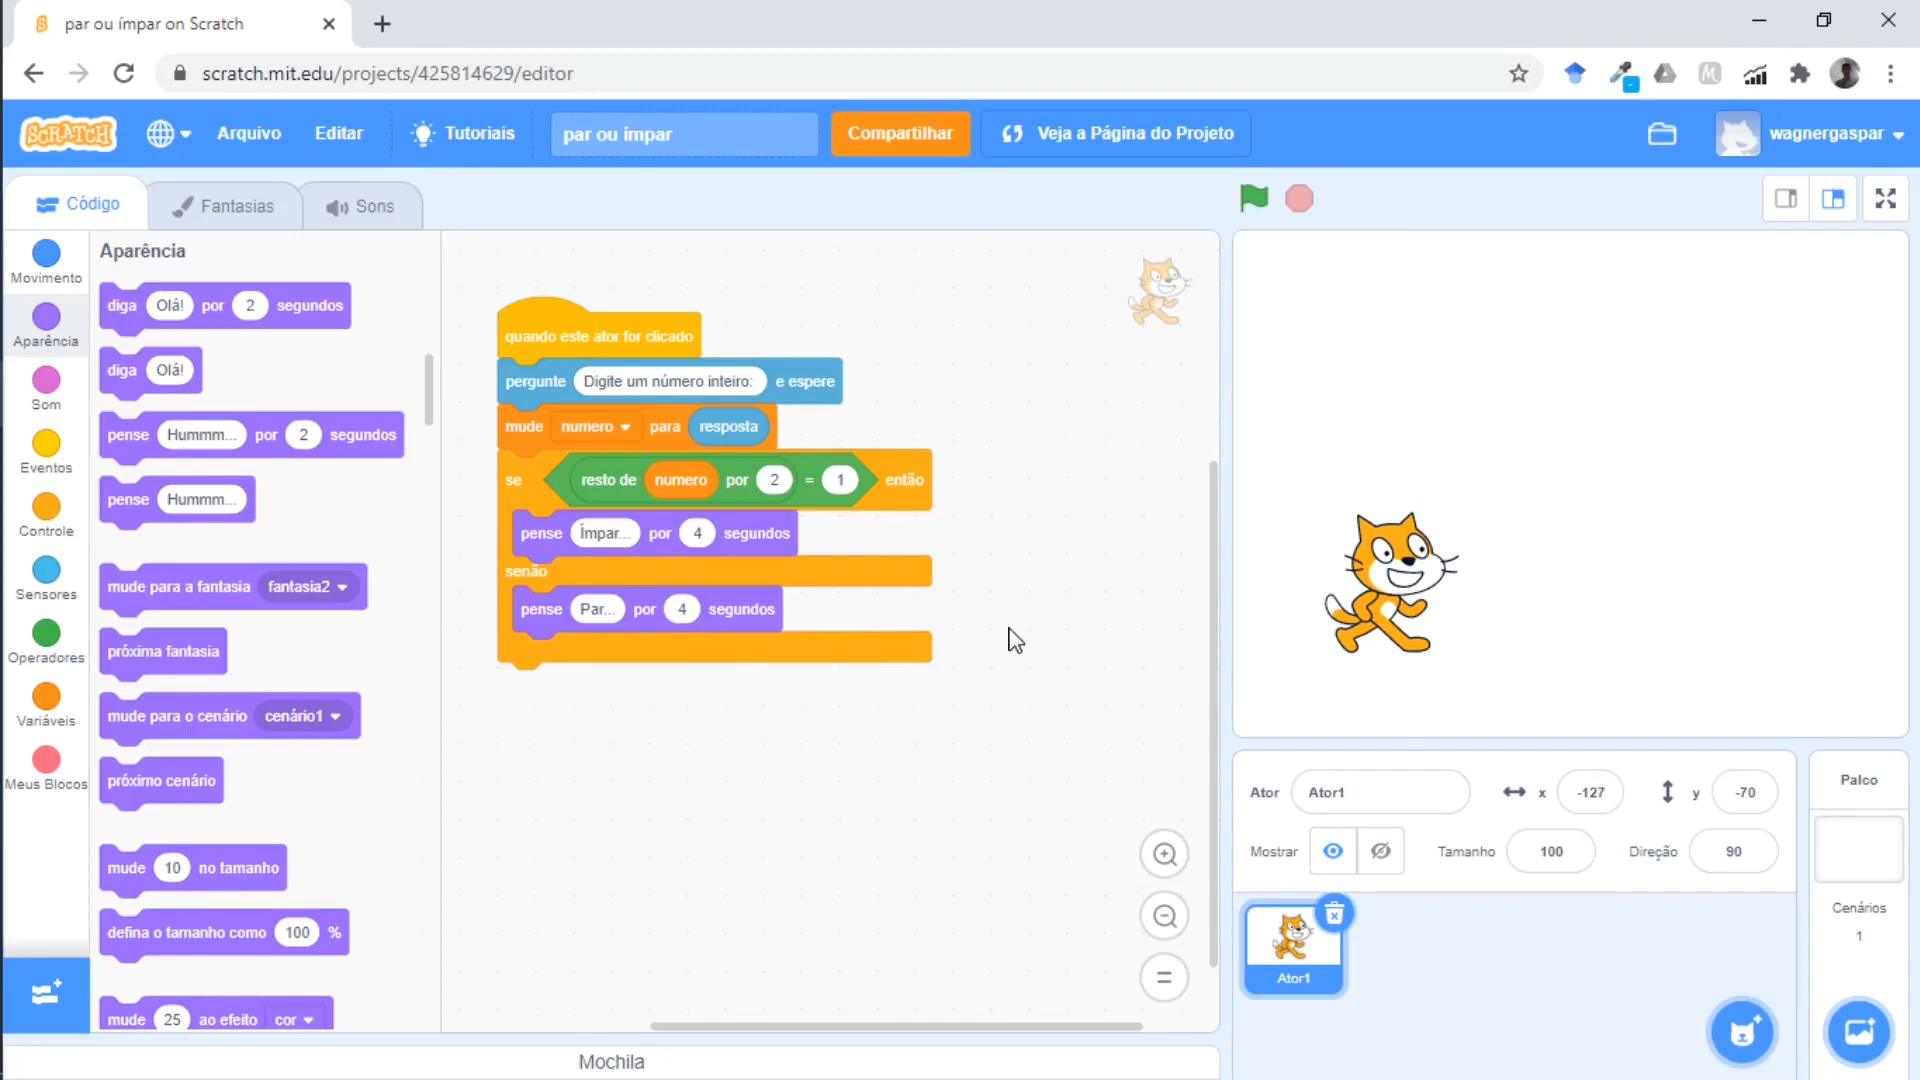 par ou ímpar on Scratch
scratch.mit.edu/projects/425814629/editor
SCRATCH
Arquivo
Editar
Tutoriais
par ou ímpar
Compartilhar
Veja a Página do Projeto
wagnergaspar
Código
Fantasias
Sons
Movimento
Aparência
Som
Eventos
Controle
Sensores
Operadores
Variáveis
Meus Blocos
Aparência
diga Olá! por 2 segundos
diga Olá!
pense Hummm... por 2 segundos
pense Hummm...
mude para a fantasia fantasia2
próxima fantasia
mude para o cenário cenário1
próximo cenário
mude 10 no tamanho
defina o tamanho como 100 %
mude 25 ao efeito cor
quando este ator for clicado
pergunte Digite um número inteiro: e espere
mude numero para resposta
se resto de numero por 2 = 1 então
pense Ímpar... por 4 segundos
senão
pense Par... por 4 segundos
Mochila
Ator Ator1 x -127 y -70
Mostrar Tamanho 100 Direção 90
Ator1
Palco
Cenários
1